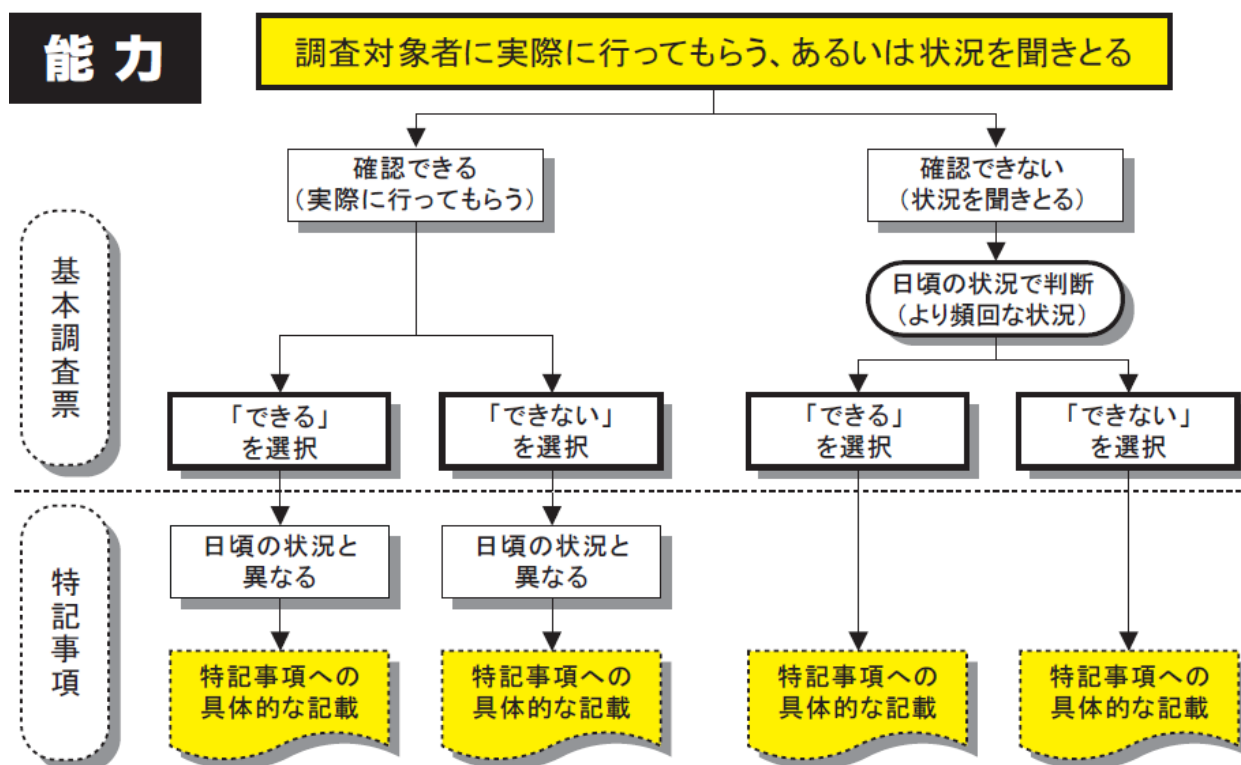 能力
調査対象者に実際に行ってもらう、あるいは状況を聞きとる
確認できる
(実際に行ってもらう)
確認できない
(状況を聞きとる)
日頃の状況で判断
(より頻回な状況)
基本調査票
「できる」
を選択
「できない」
を選択
「できる」
を選択
「できない」
を選択
特記事項
日頃の状況と
異なる
日頃の状況と
異なる
特記事項への
具体的な記載
特記事項への
具体的な記載
特記事項への
具体的な記載
特記事項への
具体的な記載